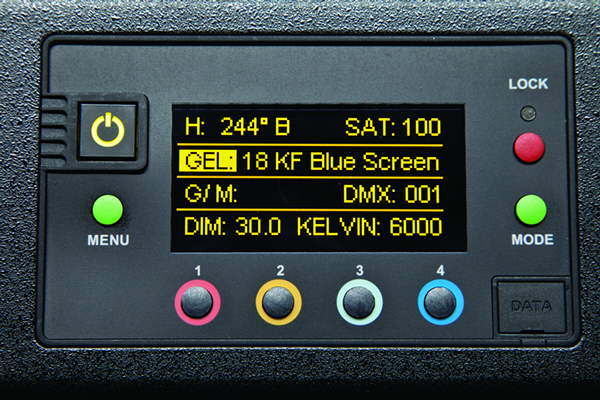 LOCK
H: 244° B SAT: 100
GEL: 18 KF Blue Screen
G/M: DMX: 001
DIM: 30.0 KELVIN: 6000
MENU
MODE
1 2 3 4
DATA